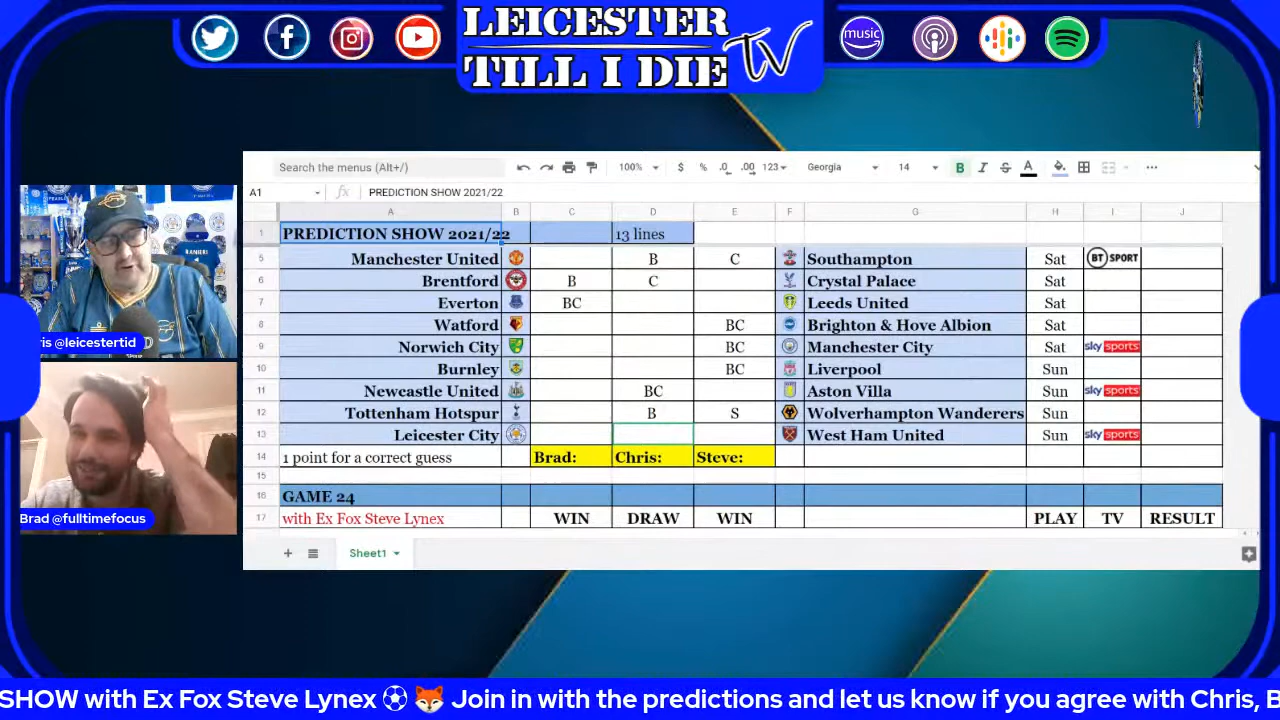 LEICESTER
TILL I DIE TV
music
Search the menus (Alt+/)
100% $ % .0 .00 123 Georgia 14 B I S A
A1 fx PREDICTION SHOW 2021/22
A B C D E F G H I J
1 PREDICTION SHOW 2021/22 13 lines
5 Manchester United B C Southampton Sat BT SPORT
6 Brentford B C Crystal Palace Sat
7 Everton BC Leeds United Sat
8 Watford BC Brighton & Hove Albion Sat
9 Norwich City BC Manchester City Sat sky sports
10 Burnley BC Liverpool Sun
11 Newcastle United BC Aston Villa Sun sky sports
12 Tottenham Hotspur B S Wolverhampton Wanderers Sun
13 Leicester City West Ham United Sun sky sports
14 1 point for a correct guess Brad: Chris: Steve:
15
16 GAME 24
17 with Ex Fox Steve Lynex WIN DRAW WIN PLAY TV RESULT
+ Sheet1
RANIERI
ris @leicestertid
Brad @fulltimefocus
SHOW with Ex Fox Steve Lynex ⚽ 🦊 Join in with the predictions and let us know if you agree with Chris, B